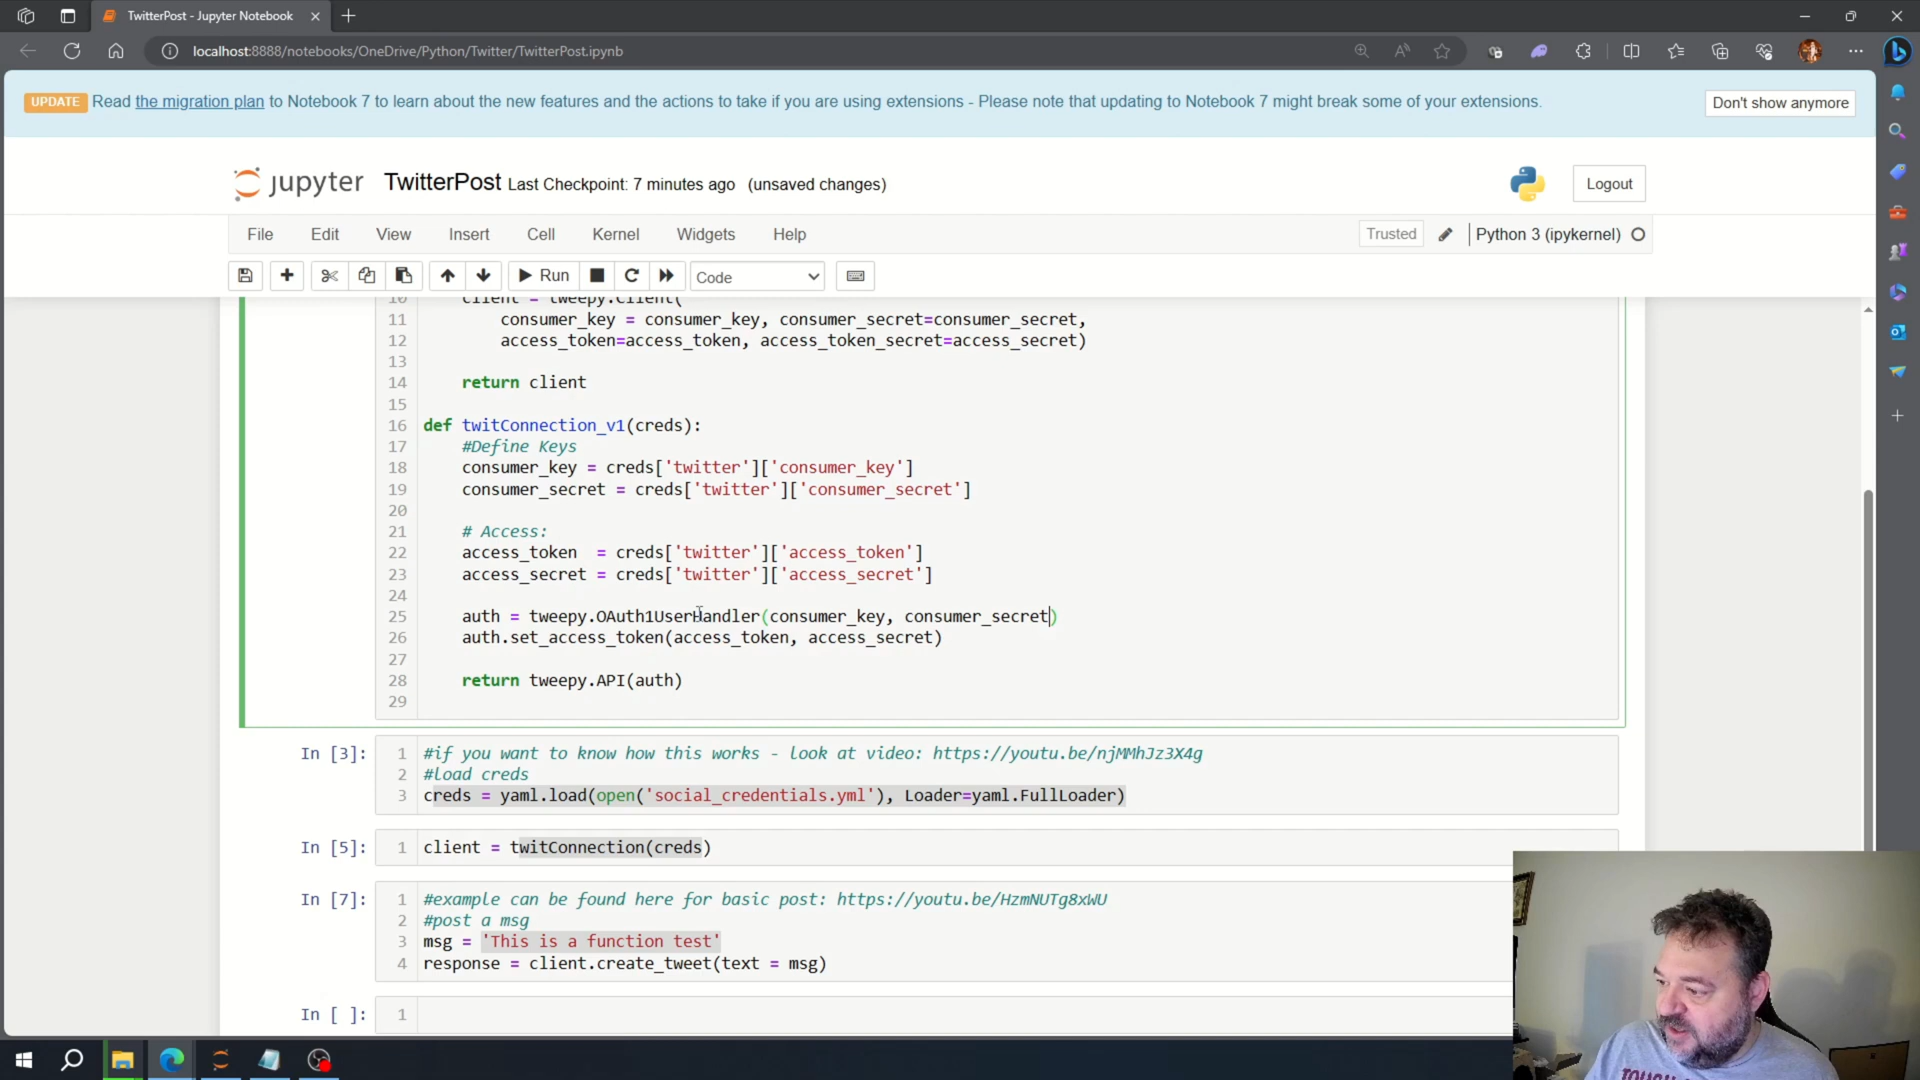 TwitterPost - Jupyter Notebook
localhost:8888/notebooks/OneDrive/Python/Twitter/TwitterPost.ipynb
UPDATE Read the migration plan to Notebook 7 to learn about the new features and the actions to take if you are using extensions - Please note that updating to Notebook 7 might break some of your extensions.
Don't show anymore
jupyter TwitterPost Last Checkpoint: 7 minutes ago (unsaved changes)
Logout
File Edit View Insert Cell Kernel Widgets Help
Trusted Python 3 (ipykernel)
Run Code
10 client = tweepy.Client(
11 consumer_key = consumer_key, consumer_secret=consumer_secret,
12 access_token=access_token, access_token_secret=access_secret)
13
14 return client
15
16 def twitConnection_v1(creds):
17 #Define Keys
18 consumer_key = creds['twitter']['consumer_key']
19 consumer_secret = creds['twitter']['consumer_secret']
20
21 # Access:
22 access_token  = creds['twitter']['access_token']
23 access_secret = creds['twitter']['access_secret']
24
25 auth = tweepy.OAuth1UserHandler(consumer_key, consumer_secret)
26 auth.set_access_token(access_token, access_secret)
27
28 return tweepy.API(auth)
29
In [3]: 1 #if you want to know how this works - look at video: https://youtu.be/njMMhJz3X4g
2 #load creds
3 creds = yaml.load(open('social_credentials.yml'), Loader=yaml.FullLoader)
In [5]: 1 client = twitConnection(creds)
In [7]: 1 #example can be found here for basic post: https://youtu.be/HzmNUTg8xWU
2 #post a msg
3 msg = 'This is a function test'
4 response = client.create_tweet(text = msg)
In [ ]: 1